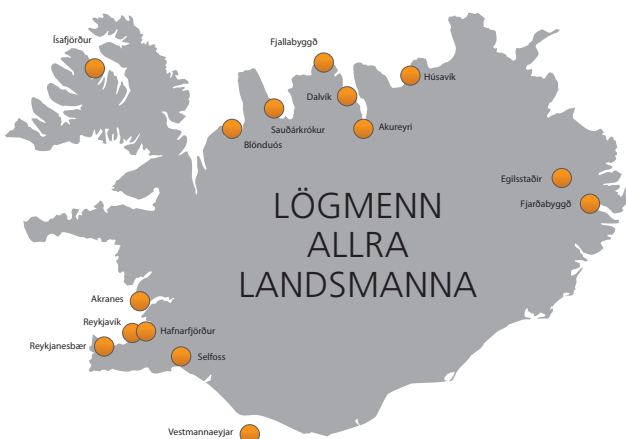 Ísafjörður
Fjallabyggð
Húsavík
Dalvík
Sauðárkrókur
Akureyri
Blönduós
Egilsstaðir
Fjarðabyggð
LÖGMENN
ALLRA
LANDSMANNA
Akranes
Reykjavík
Hafnarfjörður
Reykjanesbær
Selfoss
Vestmannaeyjar